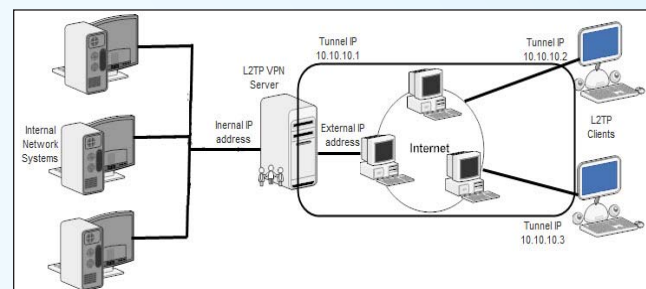 Internal
Network
Systems
Inernal IP
address
L2TP VPN
Server
Tunnel IP
10.10.10.1
External IP
address
Internet
Tunnel IP
10.10.10.2
L2TP
Clients
Tunnel IP
10.10.10.3